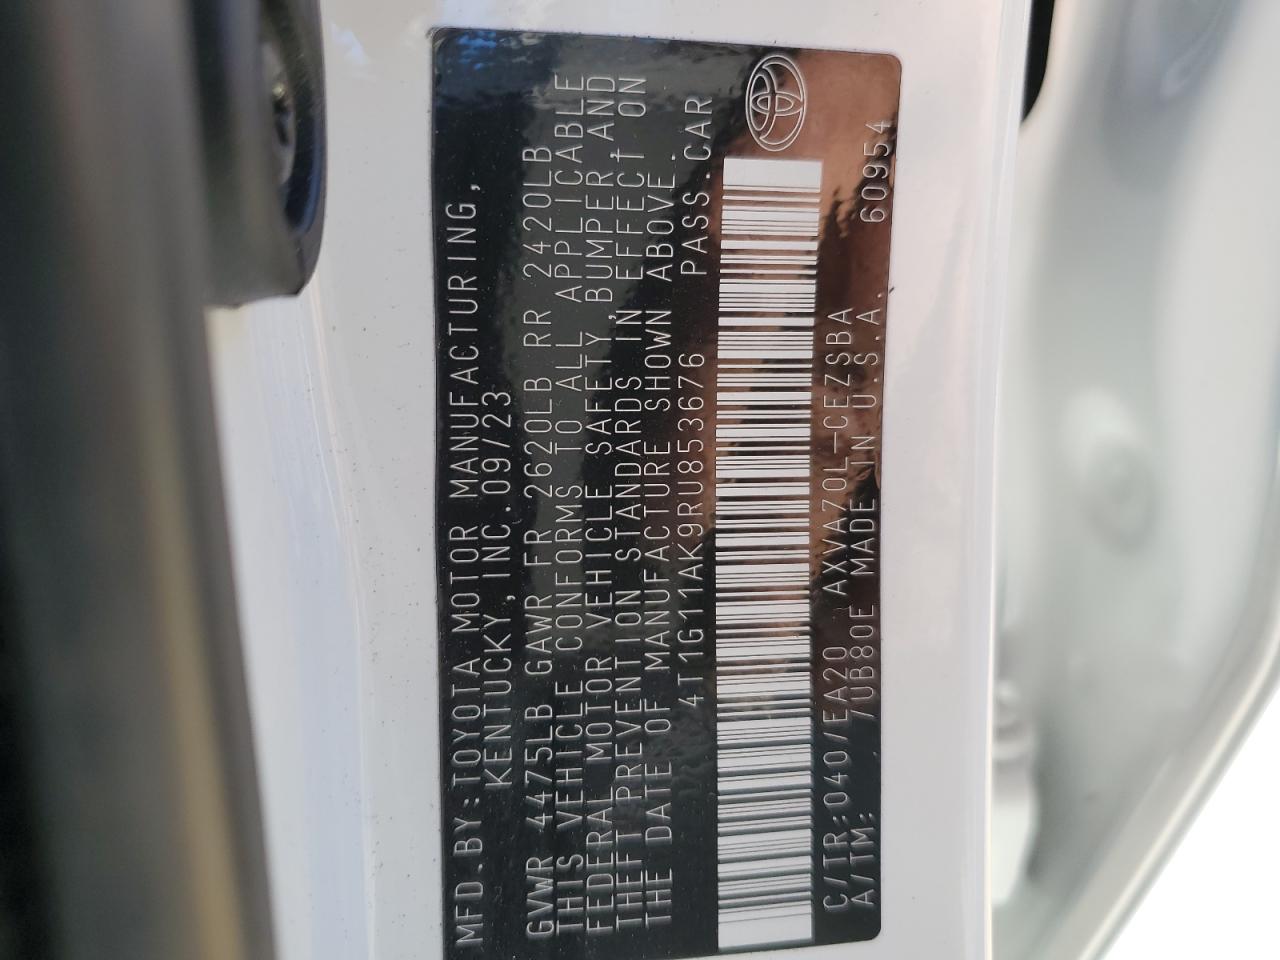 MFD.BY:TOYOTA MOTOR MANUFACTURING,
KENTUCKY,INC.09/23
GVWR 4475LB GAWR FR 2620LB RR 2420LB
THIS VEHICLE CONFORMS TO ALL APPLICABLE
FEDERAL MOTOR VEHICLE SAFETY,BUMPER,AND
THEFT PREVENTION STANDARDS IN EFFECT ON
THE DATE OF MANUFACTURE SHOWN ABOVE.
4T1G11AK9RU853676 PASS.CAR
C/TR:040/EA20 AXVA70L-CEZSBA
A/TM: /UB80E MADE IN U.S.A. 60954